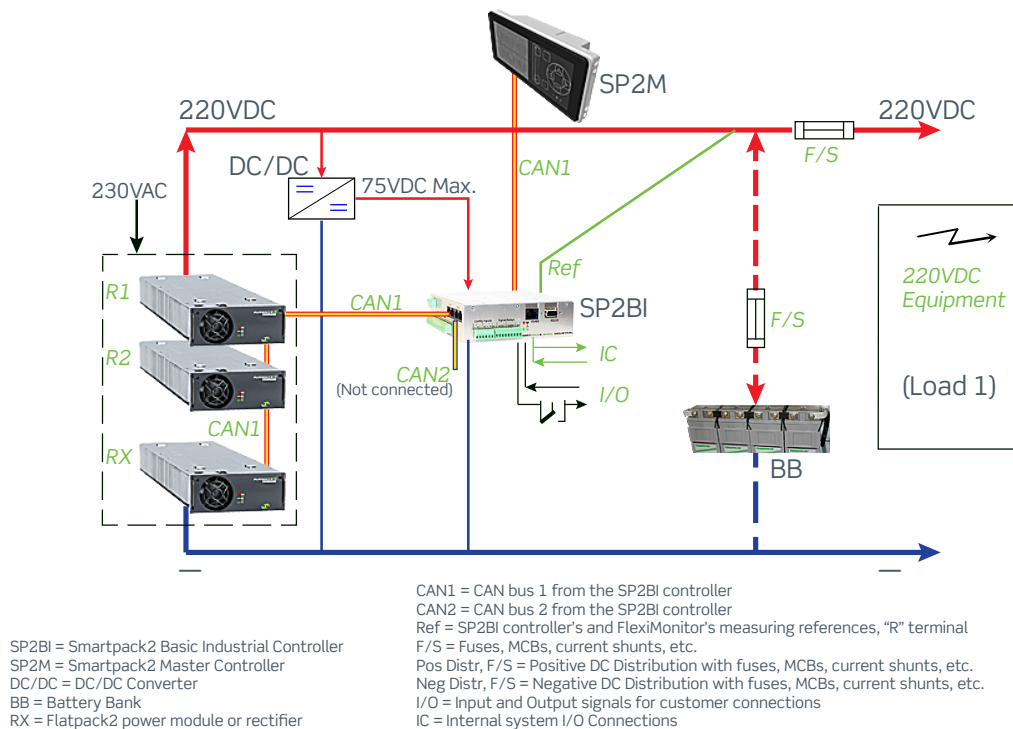 SP2M
220VDC
220VDC
F/S
DC/DC
75VDC Max.
CAN1
230VAC
Ref
R1
CAN1
SP2BI
220VDC
Equipment
F/S
R2
IC
CAN2
(Not connected)
I/O
(Load 1)
CAN1
RX
BB
CAN1 = CAN bus 1 from the SP2BI controller
CAN2 = CAN bus 2 from the SP2BI controller
Ref = SP2BI controller's and FlexiMonitor's measuring references, “R” terminal
SP2BI = Smartpack2 Basic Industrial Controller
F/S = Fuses, MCBs, current shunts, etc.
SP2M = Smartpack2 Master Controller
Pos Distr, F/S = Positive DC Distribution with fuses, MCBs, current shunts, etc.
DC/DC = DC/DC Converter
Neg Distr, F/S = Negative DC Distribution with fuses, MCBs, current shunts, etc.
BB = Battery Bank
I/O = Input and Output signals for customer connections
RX = Flatpack2 power module or rectifier
IC = Internal system I/O Connections